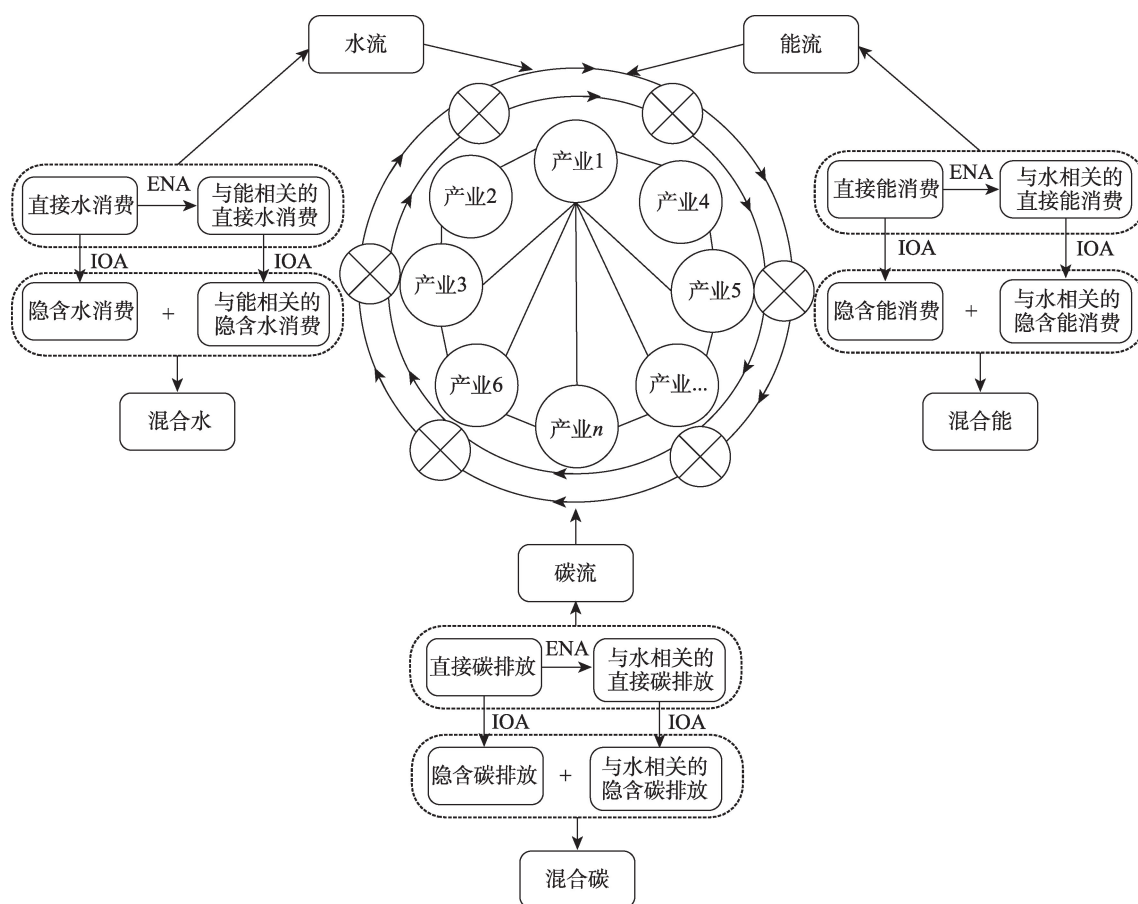 水流
能流
产业1
产业2
产业4
产业3
产业5
产业6
产业...
产业n
直接水消费
ENA
与能相关的
直接水消费
IOA
IOA
隐含水消费
+
与能相关的
隐含水消费
混合水
直接能消费
ENA
与水相关的
直接能消费
IOA
IOA
隐含能消费
+
与水相关的
隐含能消费
混合能
碳流
直接碳排放
ENA
与水相关的
直接碳排放
IOA
IOA
隐含碳排放
+
与水相关的
隐含碳排放
混合碳